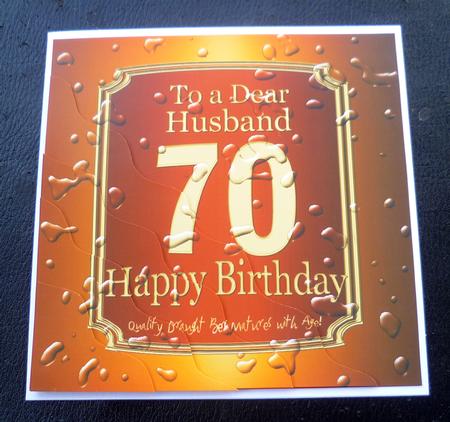 To a Dear
Husband
70
Happy Birthday
Quality Draught Beer matures with Age!